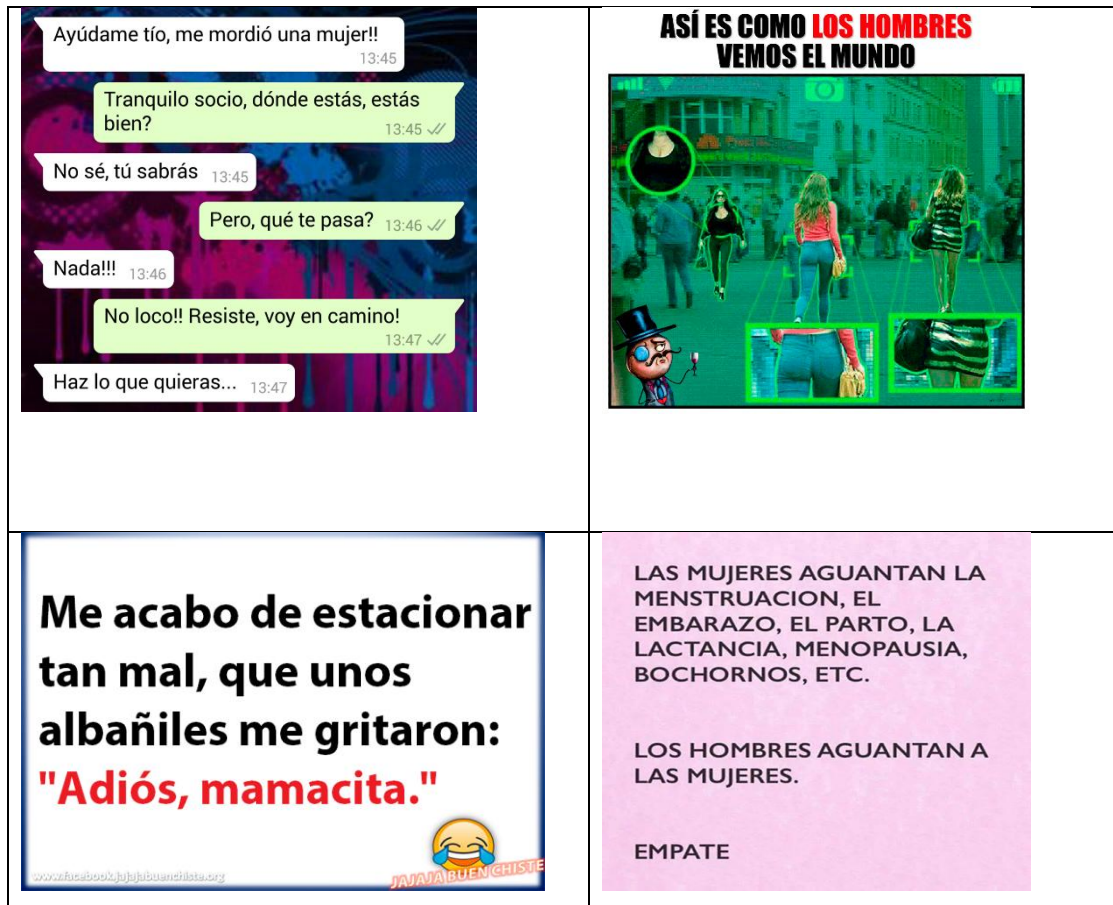 Ayúdame tío, me mordió una mujer!!
13:45
Tranquilo socio, dónde estás, estás
bien?
13:45
No sé, tú sabrás 13:45
Pero, qué te pasa? 13:46
Nada!!! 13:46
No loco!! Resiste, voy en camino!
13:47
Haz lo que quieras... 13:47
ASÍ ES COMO LOS HOMBRES
VEMOS EL MUNDO
Me acabo de estacionar
tan mal, que unos
albañiles me gritaron:
"Adiós, mamacita."
www.facebook.jajajabuenchiste.org
JAJAJA BUEN CHISTE
LAS MUJERES AGUANTAN LA
MENSTRUACION, EL
EMBARAZO, EL PARTO, LA
LACTANCIA, MENOPAUSIA,
BOCHORNOS, ETC.
LOS HOMBRES AGUANTAN A
LAS MUJERES.
EMPATE